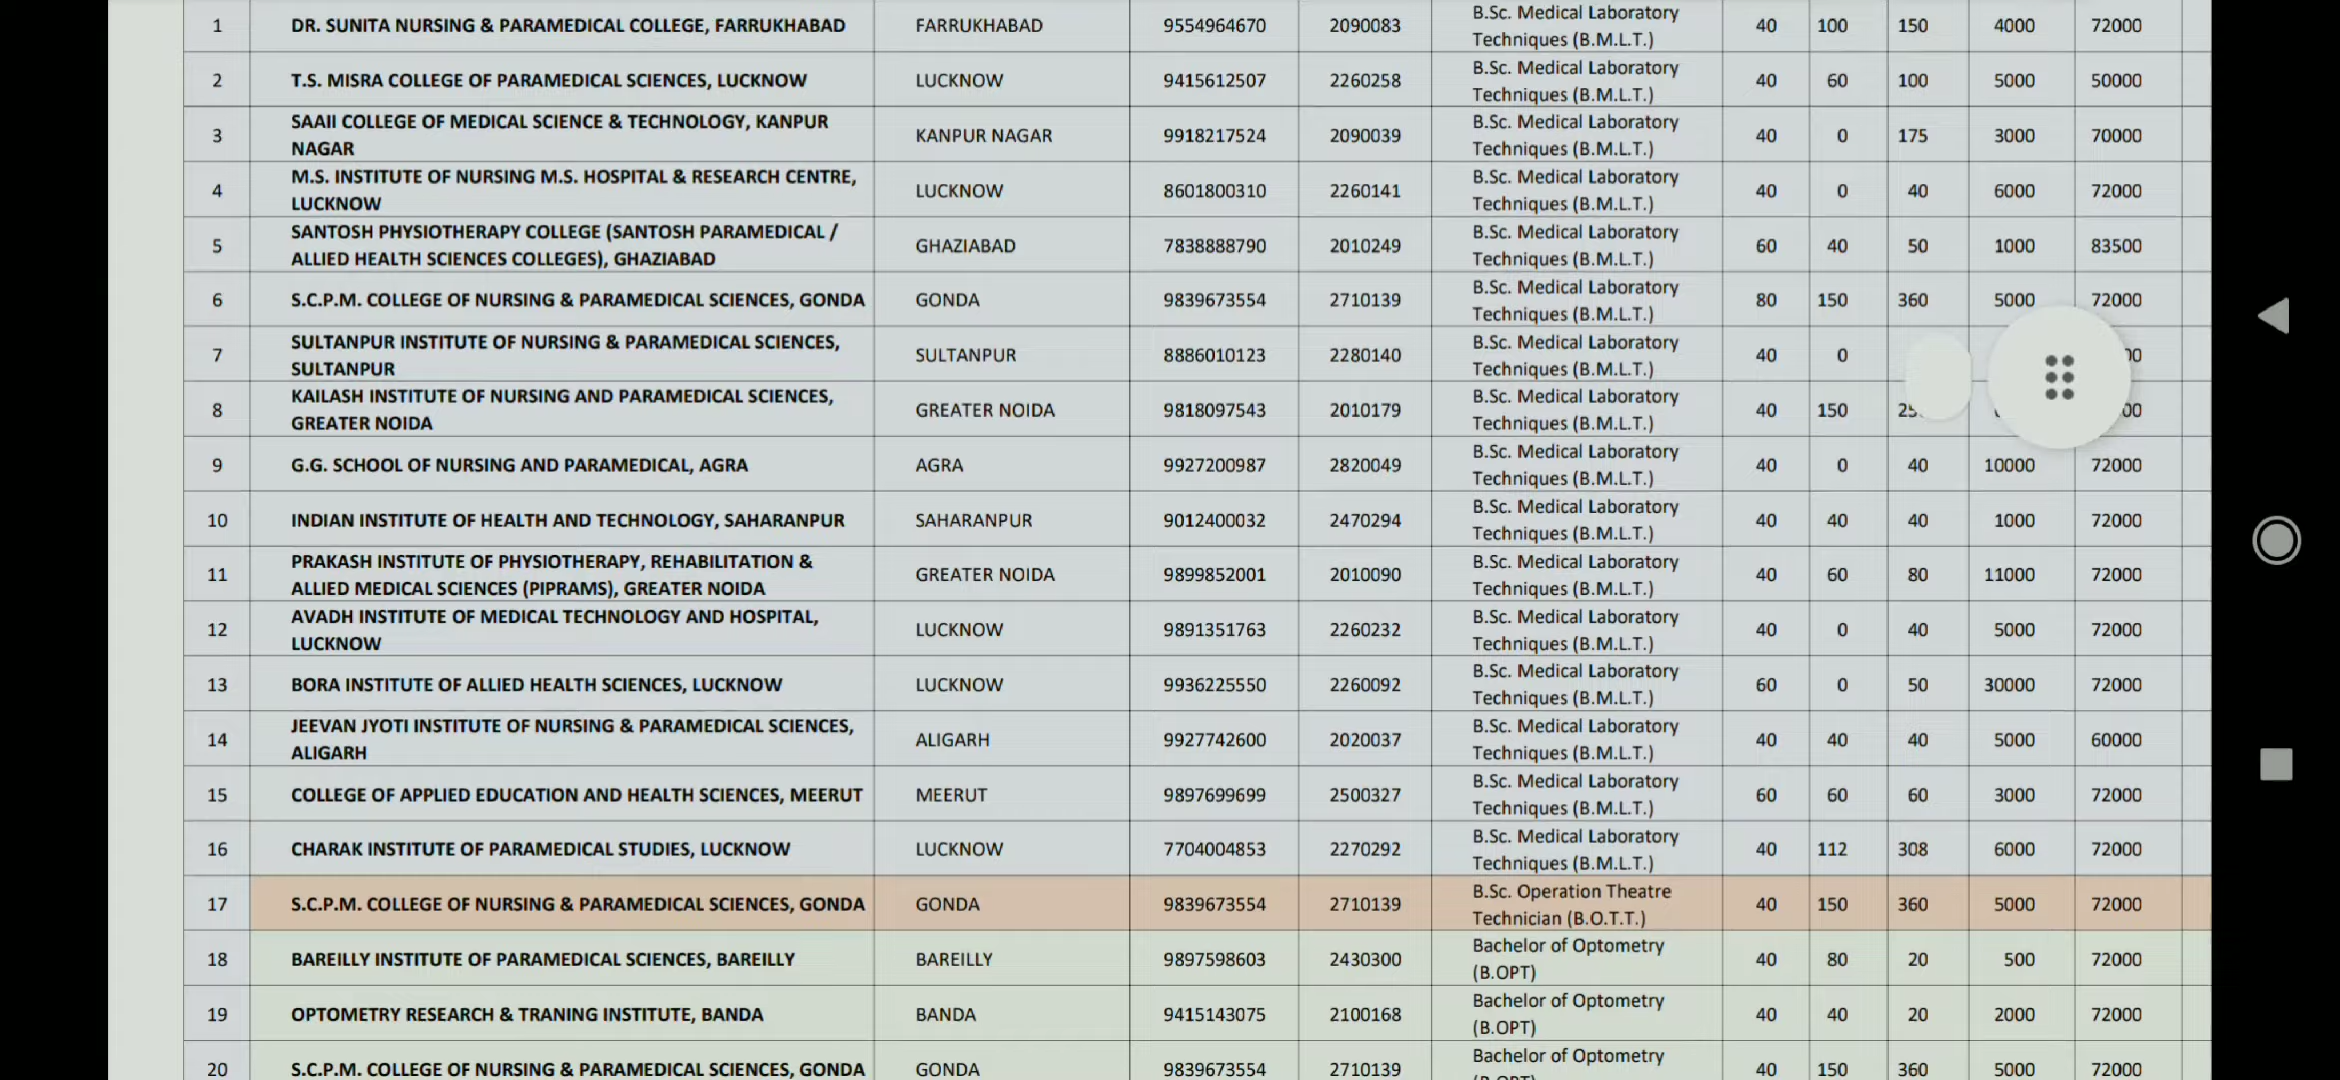 1 DR. SUNITA NURSING & PARAMEDICAL COLLEGE, FARRUKHABAD FARRUKHABAD 9554964670 2090083 B.Sc. Medical Laboratory Techniques (B.M.L.T.) 40 100 150 4000 72000
2 T.S. MISRA COLLEGE OF PARAMEDICAL SCIENCES, LUCKNOW LUCKNOW 9415612507 2260258 B.Sc. Medical Laboratory Techniques (B.M.L.T.) 40 60 100 5000 50000
3 SAAII COLLEGE OF MEDICAL SCIENCE & TECHNOLOGY, KANPUR NAGAR KANPUR NAGAR 9918217524 2090039 B.Sc. Medical Laboratory Techniques (B.M.L.T.) 40 0 175 3000 70000
4 M.S. INSTITUTE OF NURSING M.S. HOSPITAL & RESEARCH CENTRE, LUCKNOW LUCKNOW 8601800310 2260141 B.Sc. Medical Laboratory Techniques (B.M.L.T.) 40 0 40 6000 72000
5 SANTOSH PHYSIOTHERAPY COLLEGE (SANTOSH PARAMEDICAL / ALLIED HEALTH SCIENCES COLLEGES), GHAZIABAD GHAZIABAD 7838888790 2010249 B.Sc. Medical Laboratory Techniques (B.M.L.T.) 60 40 50 1000 83500
6 S.C.P.M. COLLEGE OF NURSING & PARAMEDICAL SCIENCES, GONDA GONDA 9839673554 2710139 B.Sc. Medical Laboratory Techniques (B.M.L.T.) 80 150 360 5000 72000
7 SULTANPUR INSTITUTE OF NURSING & PARAMEDICAL SCIENCES, SULTANPUR SULTANPUR 8886010123 2280140 B.Sc. Medical Laboratory Techniques (B.M.L.T.) 40 0
8 KAILASH INSTITUTE OF NURSING AND PARAMEDICAL SCIENCES, GREATER NOIDA GREATER NOIDA 9818097543 2010179 B.Sc. Medical Laboratory Techniques (B.M.L.T.) 40 150
9 G.G. SCHOOL OF NURSING AND PARAMEDICAL, AGRA AGRA 9927200987 2820049 B.Sc. Medical Laboratory Techniques (B.M.L.T.) 40 0 40 10000 72000
10 INDIAN INSTITUTE OF HEALTH AND TECHNOLOGY, SAHARANPUR SAHARANPUR 9012400032 2470294 B.Sc. Medical Laboratory Techniques (B.M.L.T.) 40 40 40 1000 72000
11 PRAKASH INSTITUTE OF PHYSIOTHERAPY, REHABILITATION & ALLIED MEDICAL SCIENCES (PIPRAMS), GREATER NOIDA GREATER NOIDA 9899852001 2010090 B.Sc. Medical Laboratory Techniques (B.M.L.T.) 40 60 80 11000 72000
12 AVADH INSTITUTE OF MEDICAL TECHNOLOGY AND HOSPITAL, LUCKNOW LUCKNOW 9891351763 2260232 B.Sc. Medical Laboratory Techniques (B.M.L.T.) 40 0 40 5000 72000
13 BORA INSTITUTE OF ALLIED HEALTH SCIENCES, LUCKNOW LUCKNOW 9936225550 2260092 B.Sc. Medical Laboratory Techniques (B.M.L.T.) 60 0 50 30000 72000
14 JEEVAN JYOTI INSTITUTE OF NURSING & PARAMEDICAL SCIENCES, ALIGARH ALIGARH 9927742600 2020037 B.Sc. Medical Laboratory Techniques (B.M.L.T.) 40 40 40 5000 60000
15 COLLEGE OF APPLIED EDUCATION AND HEALTH SCIENCES, MEERUT MEERUT 9897699699 2500327 B.Sc. Medical Laboratory Techniques (B.M.L.T.) 60 60 60 3000 72000
16 CHARAK INSTITUTE OF PARAMEDICAL STUDIES, LUCKNOW LUCKNOW 7704004853 2270292 B.Sc. Medical Laboratory Techniques (B.M.L.T.) 40 112 308 6000 72000
17 S.C.P.M. COLLEGE OF NURSING & PARAMEDICAL SCIENCES, GONDA GONDA 9839673554 2710139 B.Sc. Operation Theatre Technician (B.O.T.T.) 40 150 360 5000 72000
18 BAREILLY INSTITUTE OF PARAMEDICAL SCIENCES, BAREILLY BAREILLY 9897598603 2430300 Bachelor of Optometry (B.OPT) 40 80 20 500 72000
19 OPTOMETRY RESEARCH & TRANING INSTITUTE, BANDA BANDA 9415143075 2100168 Bachelor of Optometry (B.OPT) 40 40 20 2000 72000
20 S.C.P.M. COLLEGE OF NURSING & PARAMEDICAL SCIENCES, GONDA GONDA 9839673554 2710139 Bachelor of Optometry 40 150 360 5000 72000